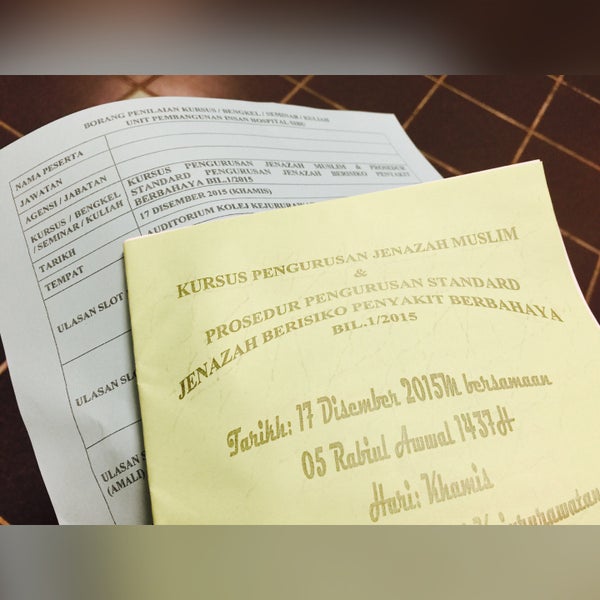 BORANG PENILAIAN KURSUS / BENGKEL / SEMINAR / KULIAH
UNIT PEMBANGUNAN INSAN HOSPITAL SIBU
NAMA PESERTA
JAWATAN
AGENSI / JABATAN
KURSUS / BENGKEL
/ SEMINAR / KULIAH
KURSUS PENGURUSAN JENAZAH MUSLIM & PROSEDUR
STANDARD PENGURUSAN JENAZAH BERISIKO PENYAKIT
BERBAHAYA BIL.1/2015
TARIKH
17 DISEMBER 2015 (KHAMIS)
TEMPAT
AUDITORIUM KOLEJ
ULASAN SLOT
ULASAN
ULASAN
(AMALI)
KURSUS PENGURUSAN JENAZAH MUSLIM
&
PROSEDUR PENGURUSAN STANDARD
JENAZAH BERISIKO PENYAKIT BERBAHAYA
BIL.1/2015
Tarikh: 17 Disember 2015M bersamaan
05 Rabiul Awwal 1437H
Hari: Khamis